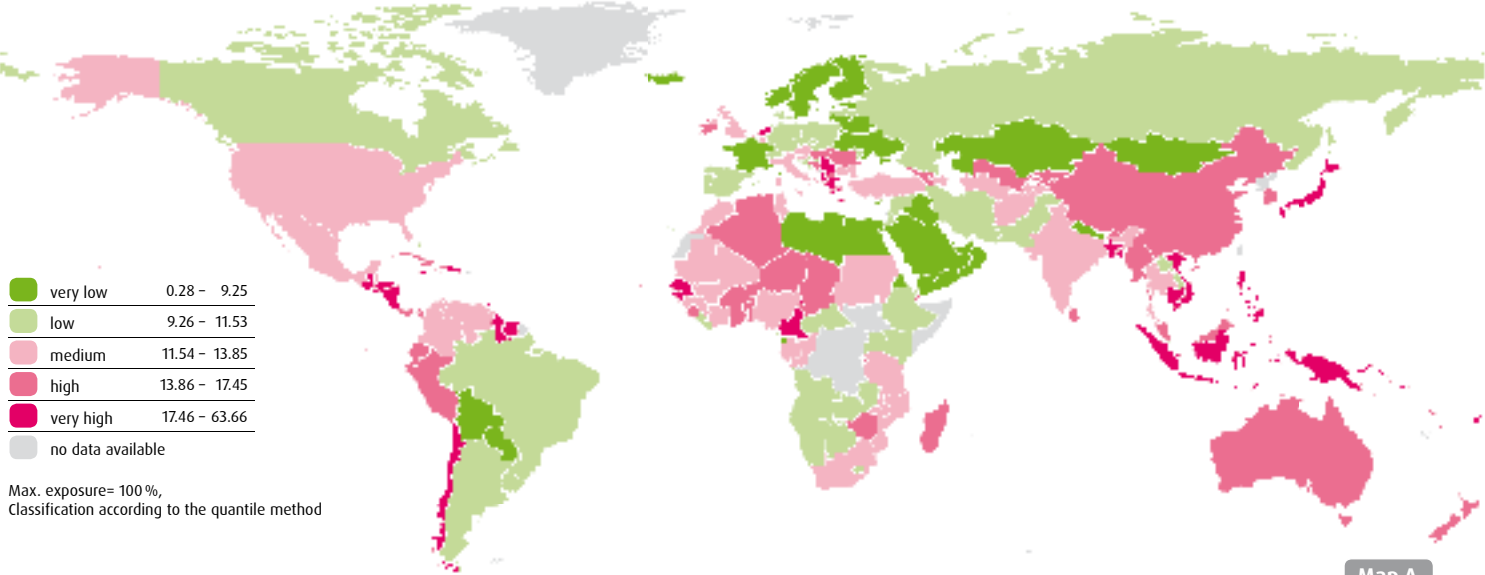 very low 0.28 – 9.25
low 9.26 – 11.53
medium 11.54 – 13.85
high 13.86 – 17.45
very high 17.46 – 63.66
no data available
Max. exposure= 100 %,
Classification according to the quantile method
Map A